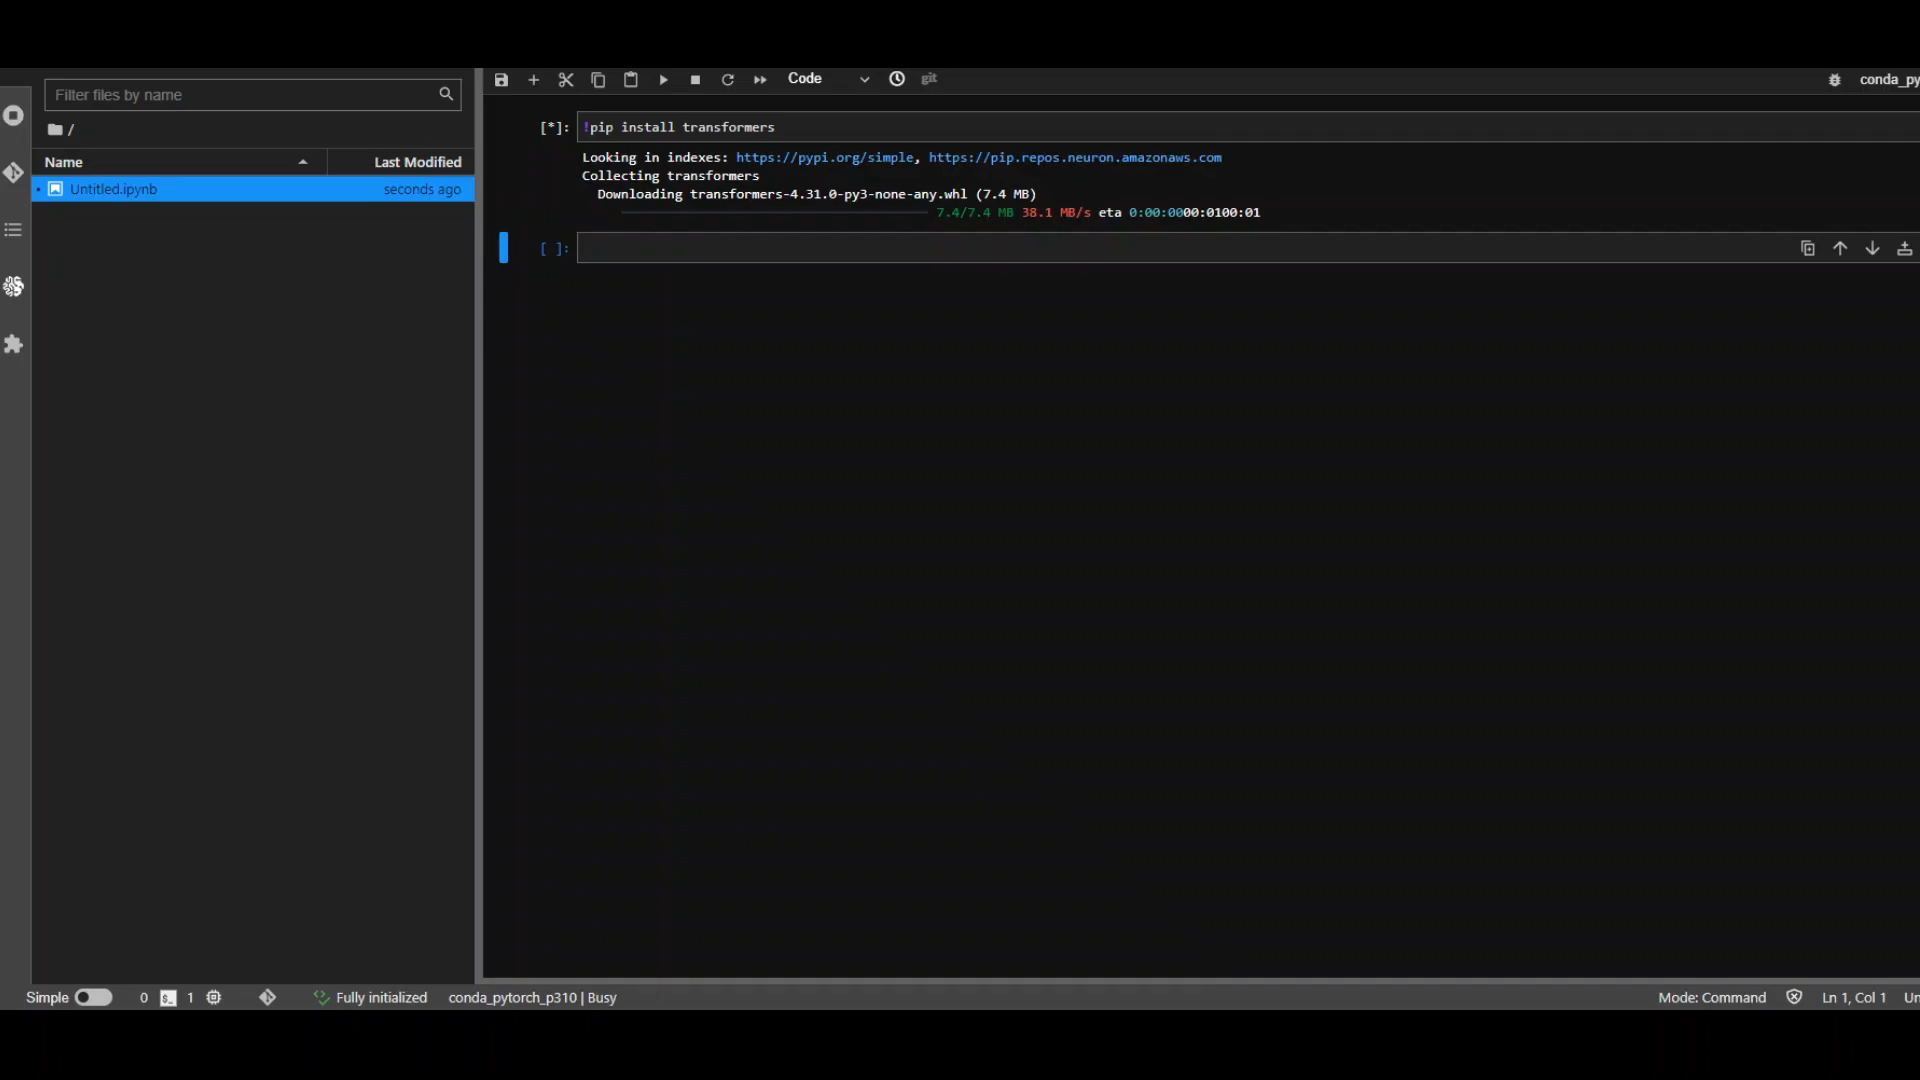 Filter files by name
/
Name
Last Modified
Untitled.ipynb
seconds ago
Code
git
conda_py
[*]:
!pip install transformers
Looking in indexes: https://pypi.org/simple, https://pip.repos.neuron.amazonaws.com
Collecting transformers
Downloading transformers-4.31.0-py3-none-any.whl (7.4 MB)
7.4/7.4 MB 38.1 MB/s eta 0:00:0000:0100:01
[ ]:
Simple
0
$_
1
Fully initialized
conda_pytorch_p310 | Busy
Mode: Command
Ln 1, Col 1
Un